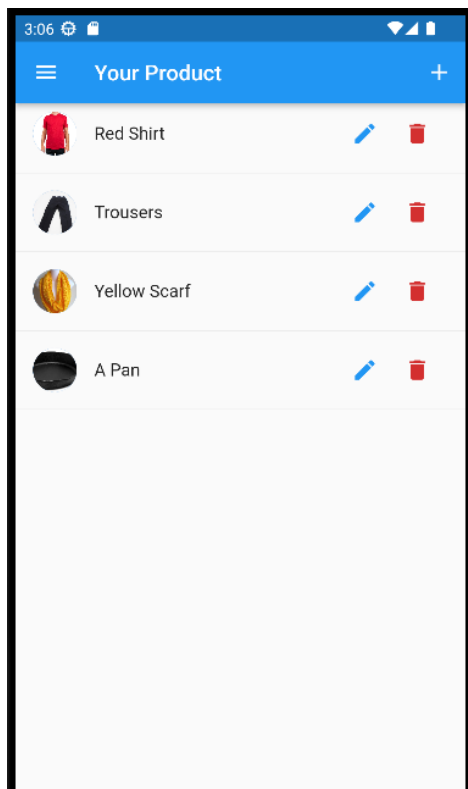 3:06
Your Product
Red Shirt
Trousers
Yellow Scarf
A Pan